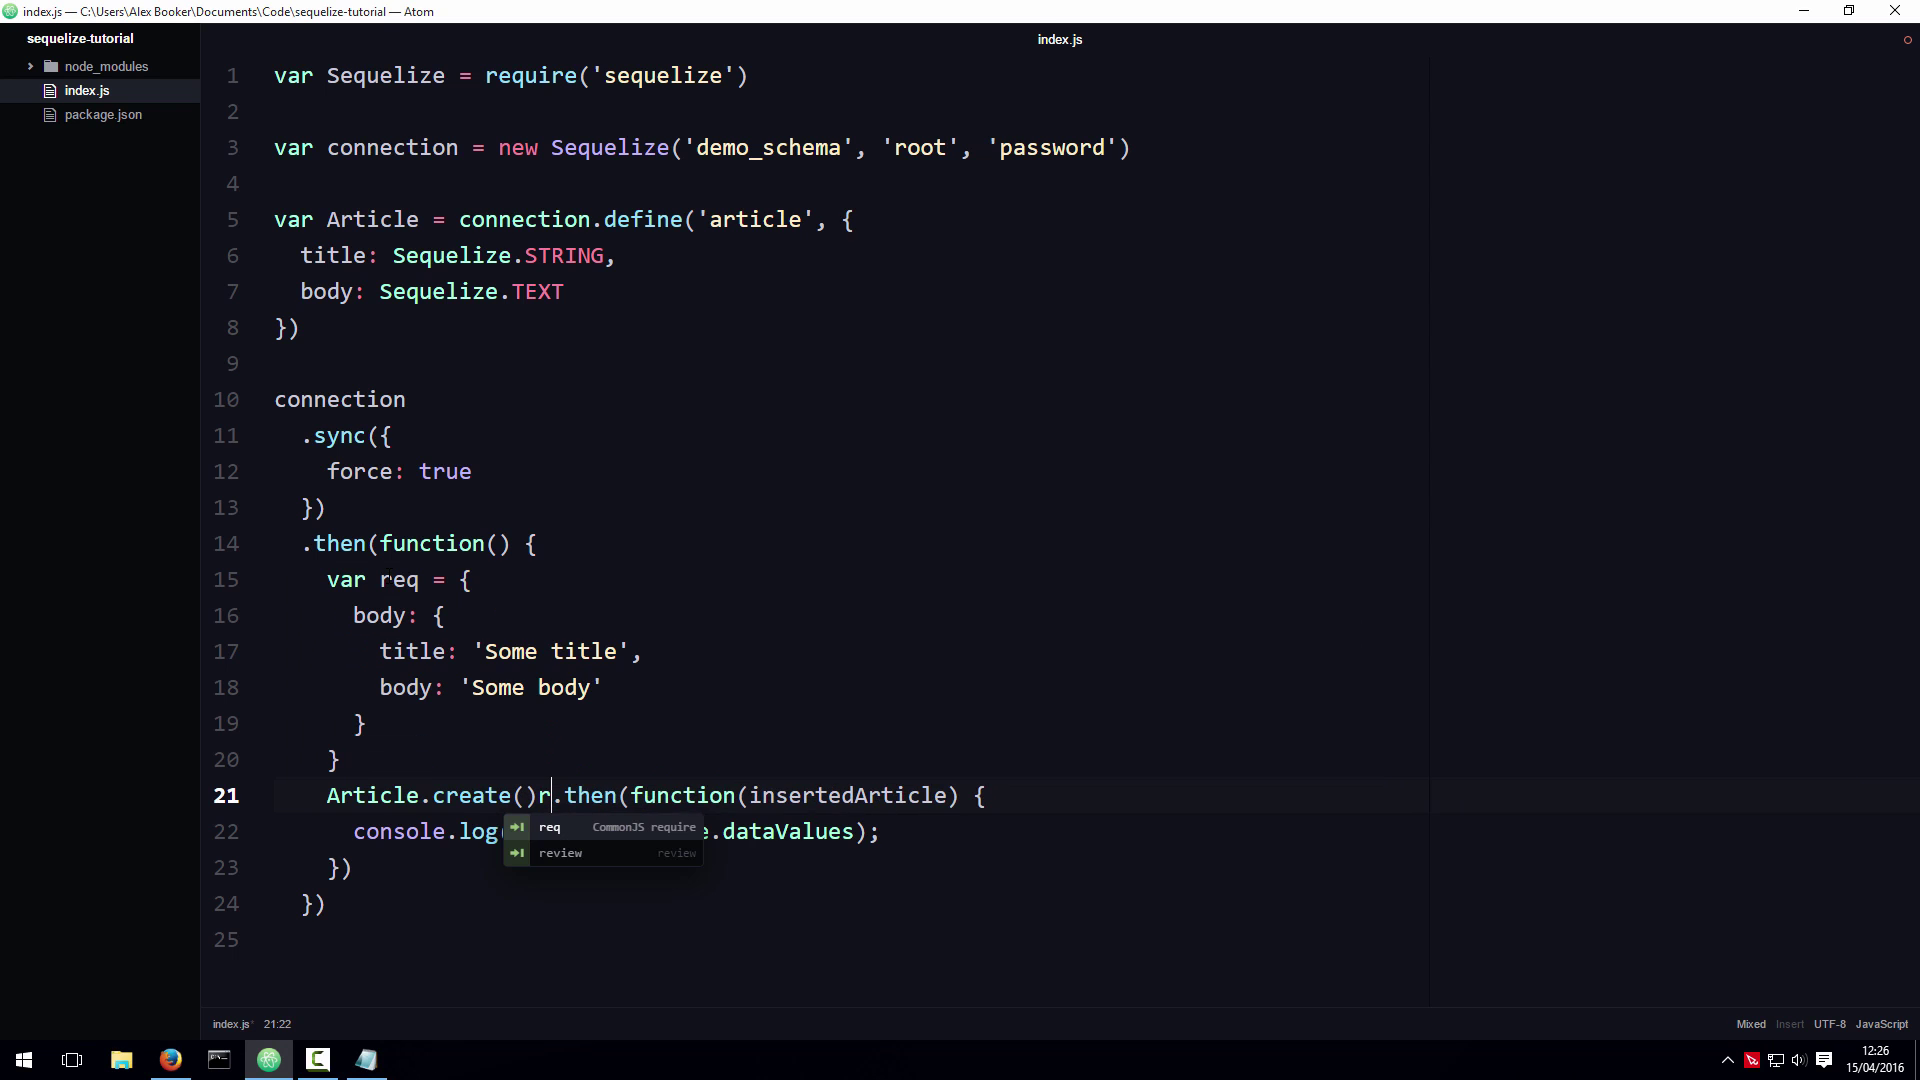 index.js — C:\Users\Alex Booker\Documents\Code\sequelize-tutorial — Atom
sequelize-tutorial
node_modules
index.js
package.json
index.js
1 var Sequelize = require('sequelize')
2
3 var connection = new Sequelize('demo_schema', 'root', 'password')
4
5 var Article = connection.define('article', {
6 title: Sequelize.STRING,
7 body: Sequelize.TEXT
8 })
9
10 connection
11 .sync({
12 force: true
13 })
14 .then(function() {
15 var req = {
16 body: {
17 title: 'Some title',
18 body: 'Some body'
19 }
20 }
21 Article.create()r.then(function(insertedArticle) {
22 console.log e.dataValues);
req CommonJS require
review review
23 })
24 })
25
index.js* 21:22
Mixed Insert UTF-8 JavaScript
12:26
15/04/2016